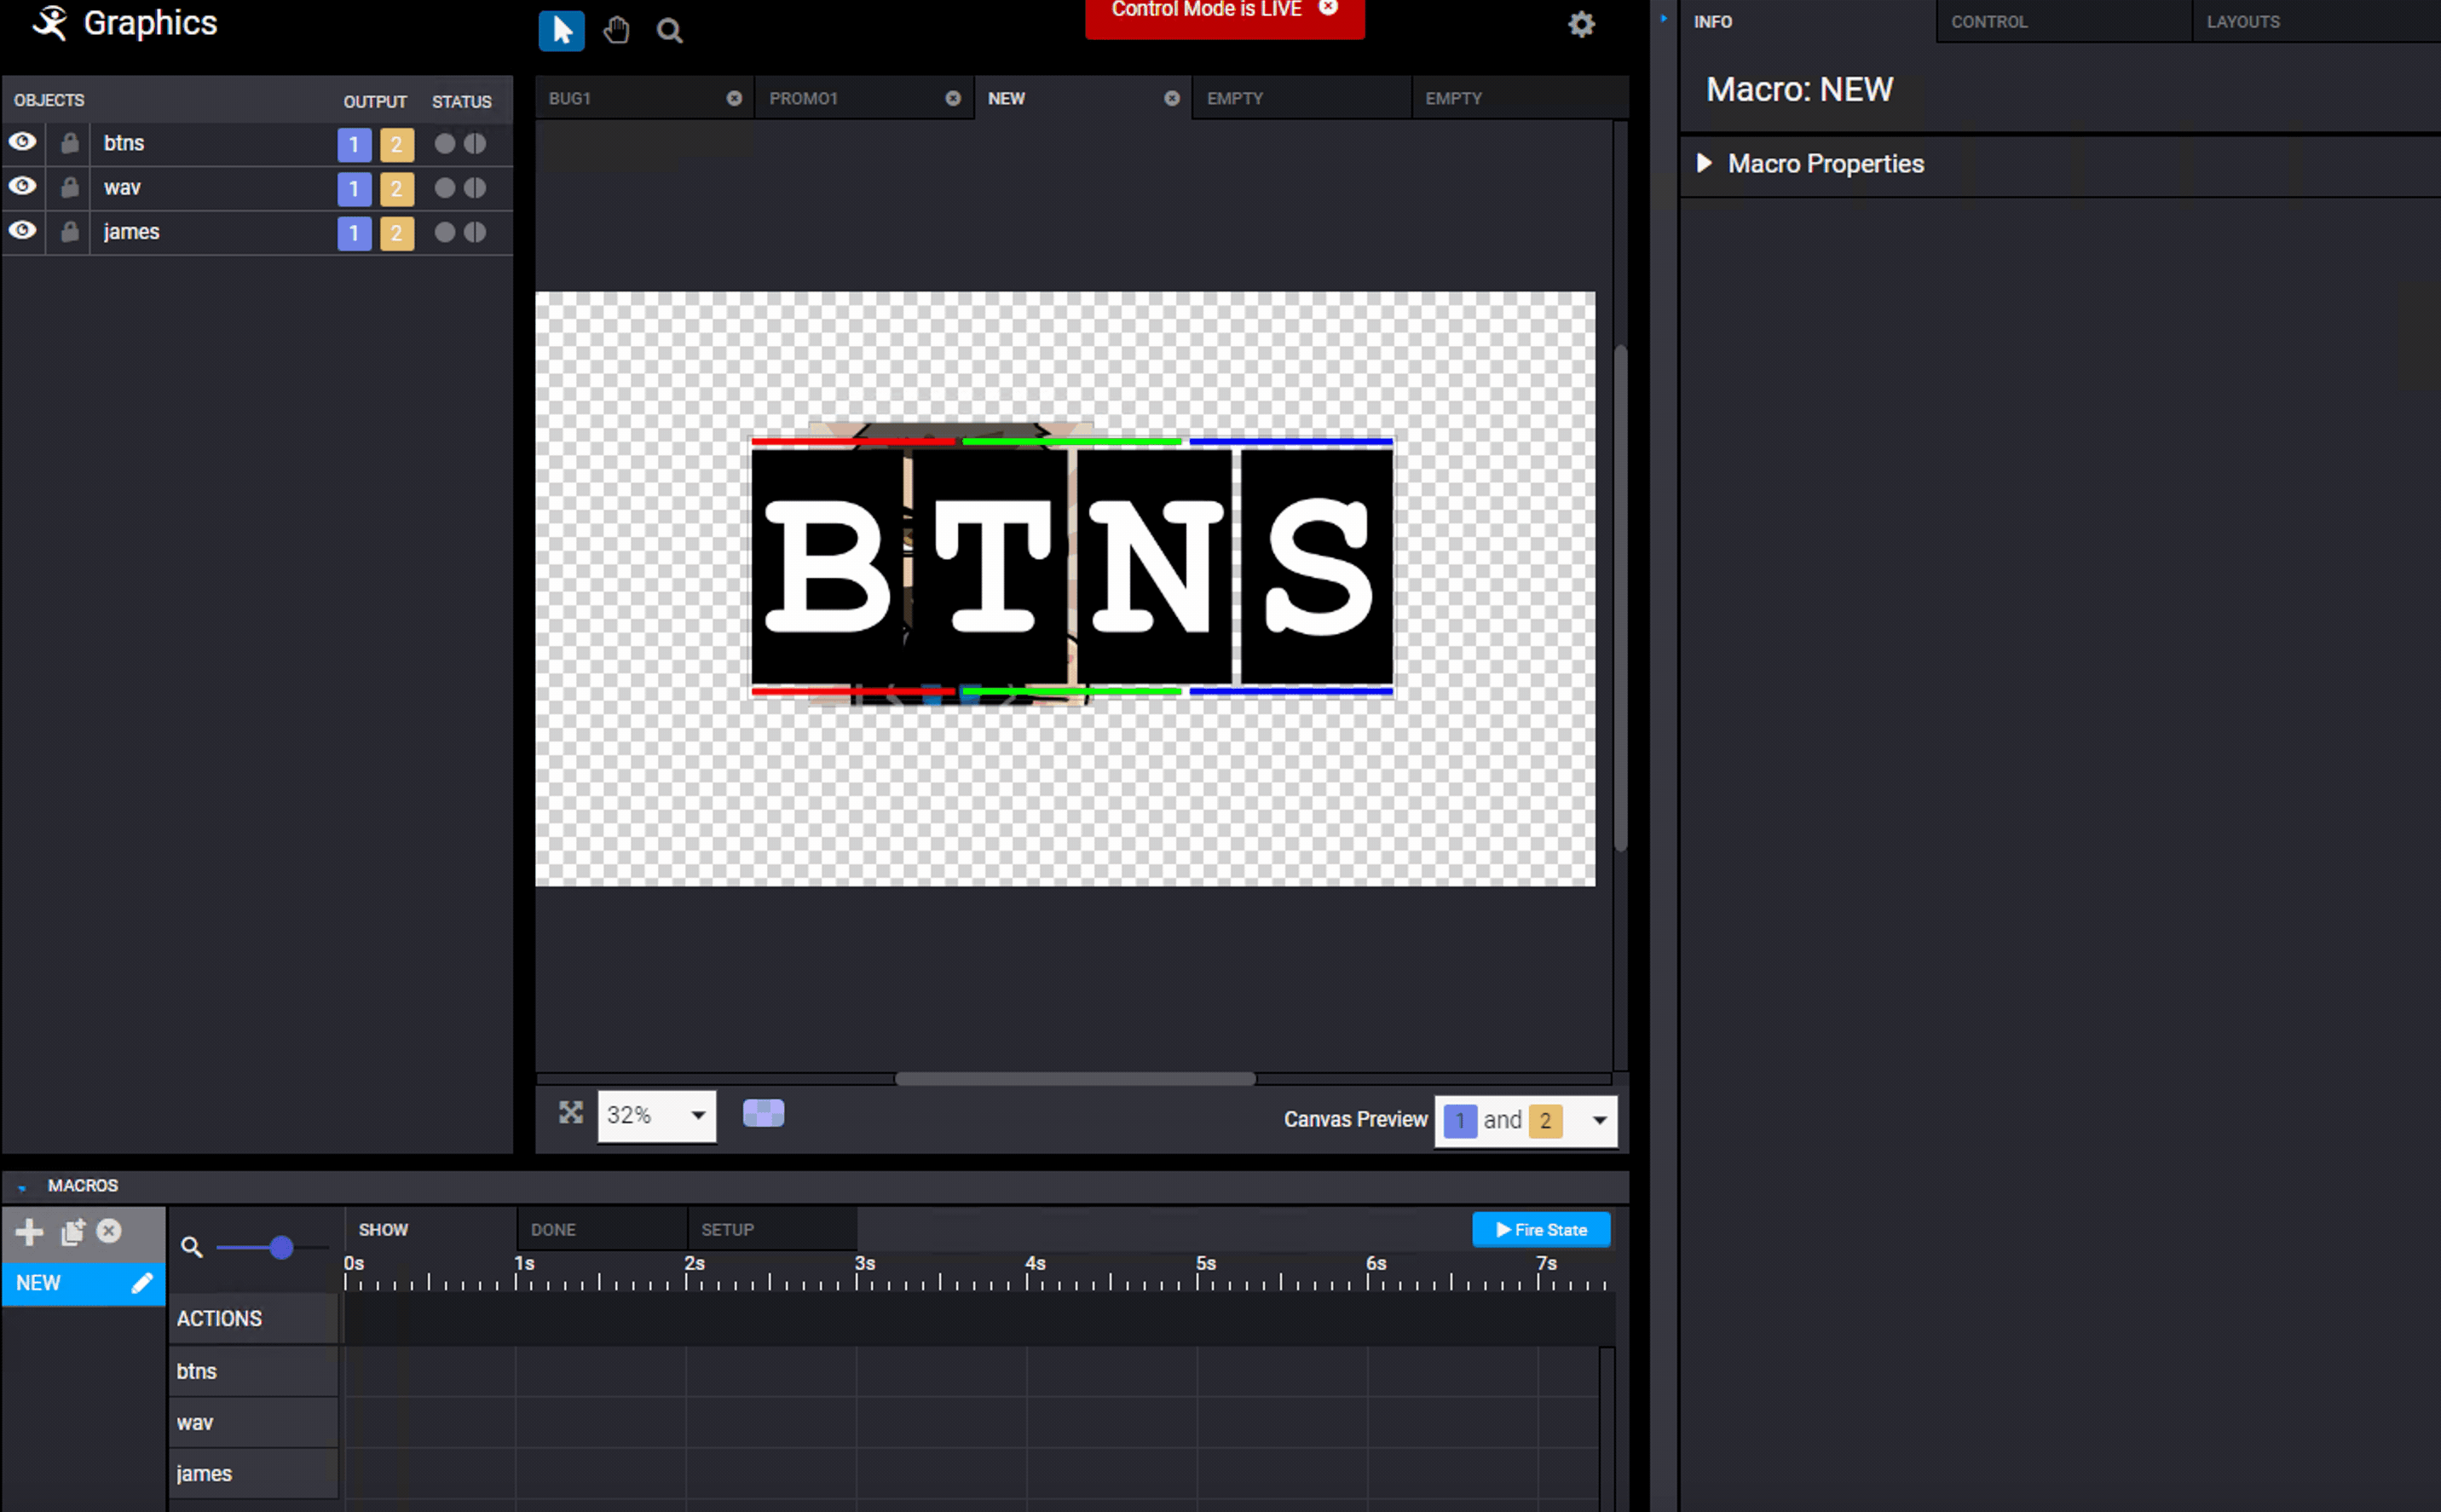 Graphics
Control Mode is LIVE
INFO
CONTROL
LAYOUTS
OBJECTS
OUTPUT
STATUS
BUG1
PROMO1
NEW
EMPTY
EMPTY
Macro: NEW
btns
1
2
Macro Properties
wav
1
2
james
1
2
BTNS
32%
Canvas Preview
1 and 2
MACROS
SHOW
DONE
SETUP
Fire State
0s
1s
2s
3s
4s
5s
6s
7s
NEW
ACTIONS
btns
wav
james